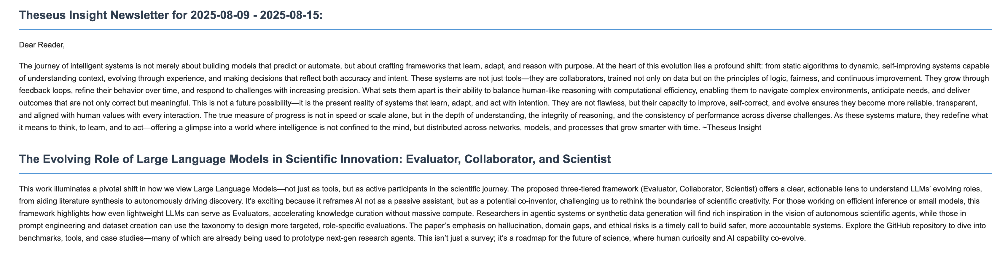 Theseus Insight Newsletter for 2025-08-09 - 2025-08-15:
Dear Reader,
The journey of intelligent systems is not merely about building models that predict or automate, but about crafting frameworks that learn, adapt, and reason with purpose. At the heart of this evolution lies a profound shift: from static algorithms to dynamic, self-improving systems capable
of understanding context, evolving through experience, and making decisions that reflect both accuracy and intent. These systems are not just tools—they are collaborators, trained not only on data but on the principles of logic, fairness, and continuous improvement. They grow through
feedback loops, refine their behavior over time, and respond to challenges with increasing precision. What sets them apart is their ability to balance human-like reasoning with computational efficiency, enabling them to navigate complex environments, anticipate needs, and deliver
outcomes that are not only correct but meaningful. This is not a future possibility—it is the present reality of systems that learn, adapt, and act with intention. They are not flawless, but their capacity to improve, self-correct, and evolve ensures they become more reliable, transparent,
and aligned with human values with every interaction. The true measure of progress is not in speed or scale alone, but in the depth of understanding, the integrity of reasoning, and the consistency of performance across diverse challenges. As these systems mature, they redefine what
it means to think, to learn, and to act—offering a glimpse into a world where intelligence is not confined to the mind, but distributed across networks, models, and processes that grow smarter with time. ~Theseus Insight
The Evolving Role of Large Language Models in Scientific Innovation: Evaluator, Collaborator, and Scientist
This work illuminates a pivotal shift in how we view Large Language Models—not just as tools, but as active participants in the scientific journey. The proposed three-tiered framework (Evaluator, Collaborator, Scientist) offers a clear, actionable lens to understand LLMs’ evolving roles,
from aiding literature synthesis to autonomously driving discovery. It’s exciting because it reframes AI not as a passive assistant, but as a potential co-inventor, challenging us to rethink the boundaries of scientific creativity. For those working on efficient inference or small models, this
framework highlights how even lightweight LLMs can serve as Evaluators, accelerating knowledge curation without massive compute. Researchers in agentic systems or synthetic data generation will find rich inspiration in the vision of autonomous scientific agents, while those in
prompt engineering and dataset creation can use the taxonomy to design more targeted, role-specific evaluations. The paper’s emphasis on hallucination, domain gaps, and ethical risks is a timely call to build safer, more accountable systems. Explore the GitHub repository to dive into
benchmarks, tools, and case studies—many of which are already being used to prototype next-gen research agents. This isn’t just a survey; it’s a roadmap for the future of science, where human curiosity and AI capability co-evolve.